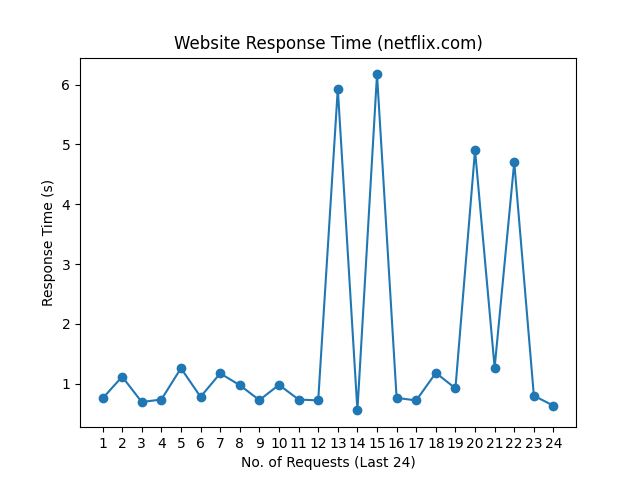 Website Response Time (netflix.com)
6
5
4
3
2
1
Response Time (s)
1 2 3 4 5 6 7 8 9 10 11 12 13 14 15 16 17 18 19 20 21 22 23 24
No. of Requests (Last 24)